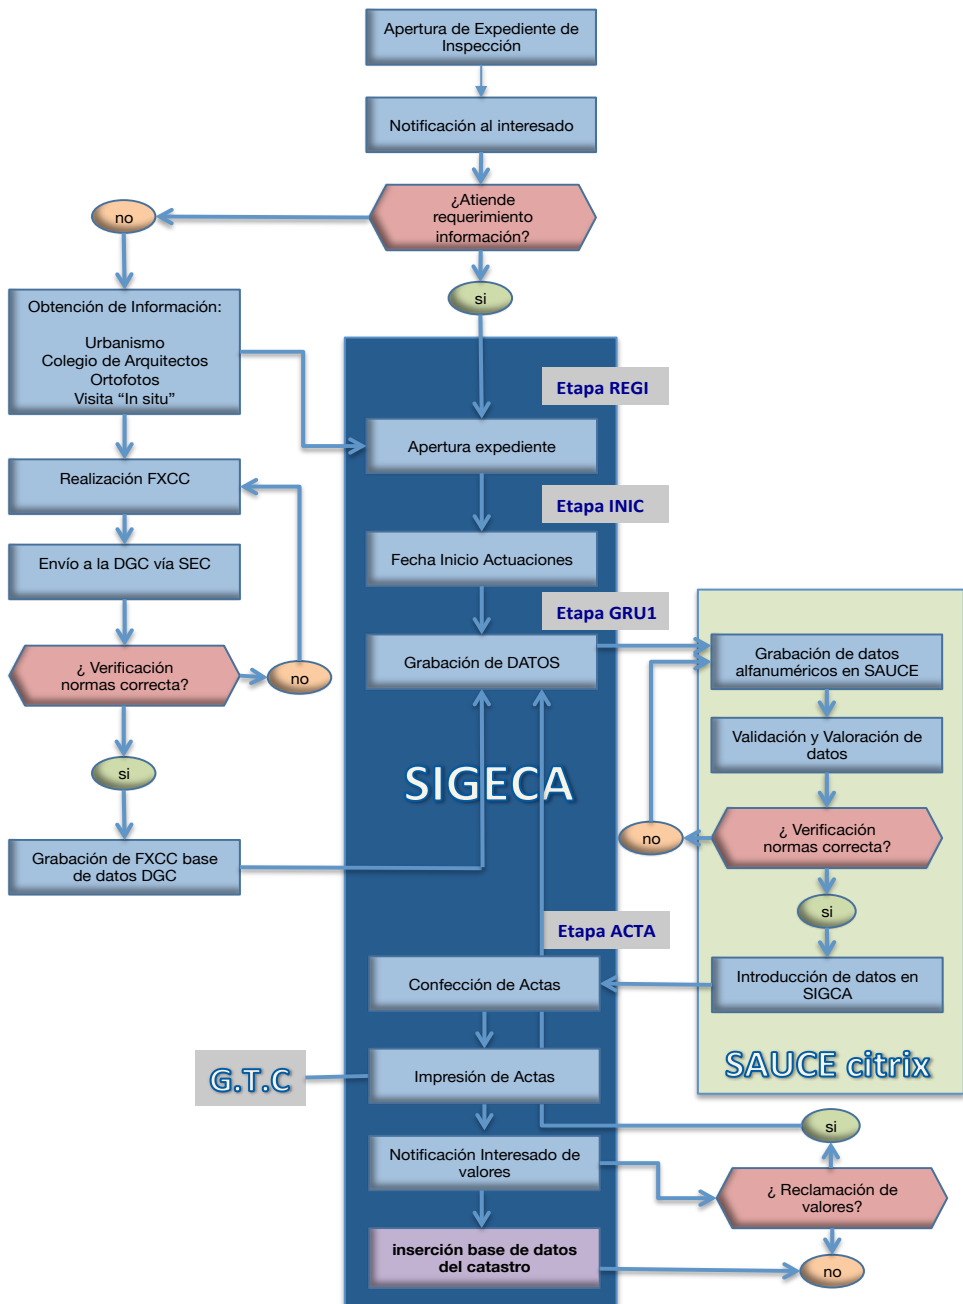 Apertura de Expediente de
Inspección
Notificación al interesado
¿Atiende
requerimiento
información?
no
si
Obtención de Información:
Urbanismo
Colegio de Arquitectos
Ortofotos
Visita “In situ”
Etapa REGI
Apertura expediente
Realización FXCC
Etapa INIC
Envío a la DGC vía SEC
Fecha Inicio Actuaciones
Etapa GRU1
¿ Verificación
normas correcta?
no
Grabación de DATOS
Grabación de datos
alfanuméricos en SAUCE
si
SIGECA
Validación y Valoración de
datos
Grabación de FXCC base
de datos DGC
no
¿ Verificación
normas correcta?
si
Etapa ACTA
Confección de Actas
Introducción de datos en
SIGCA
SAUCE citrix
G.T.C
Impresión de Actas
si
Notificación Interesado de
valores
¿ Reclamación de
valores?
inserción base de datos
del catastro
no